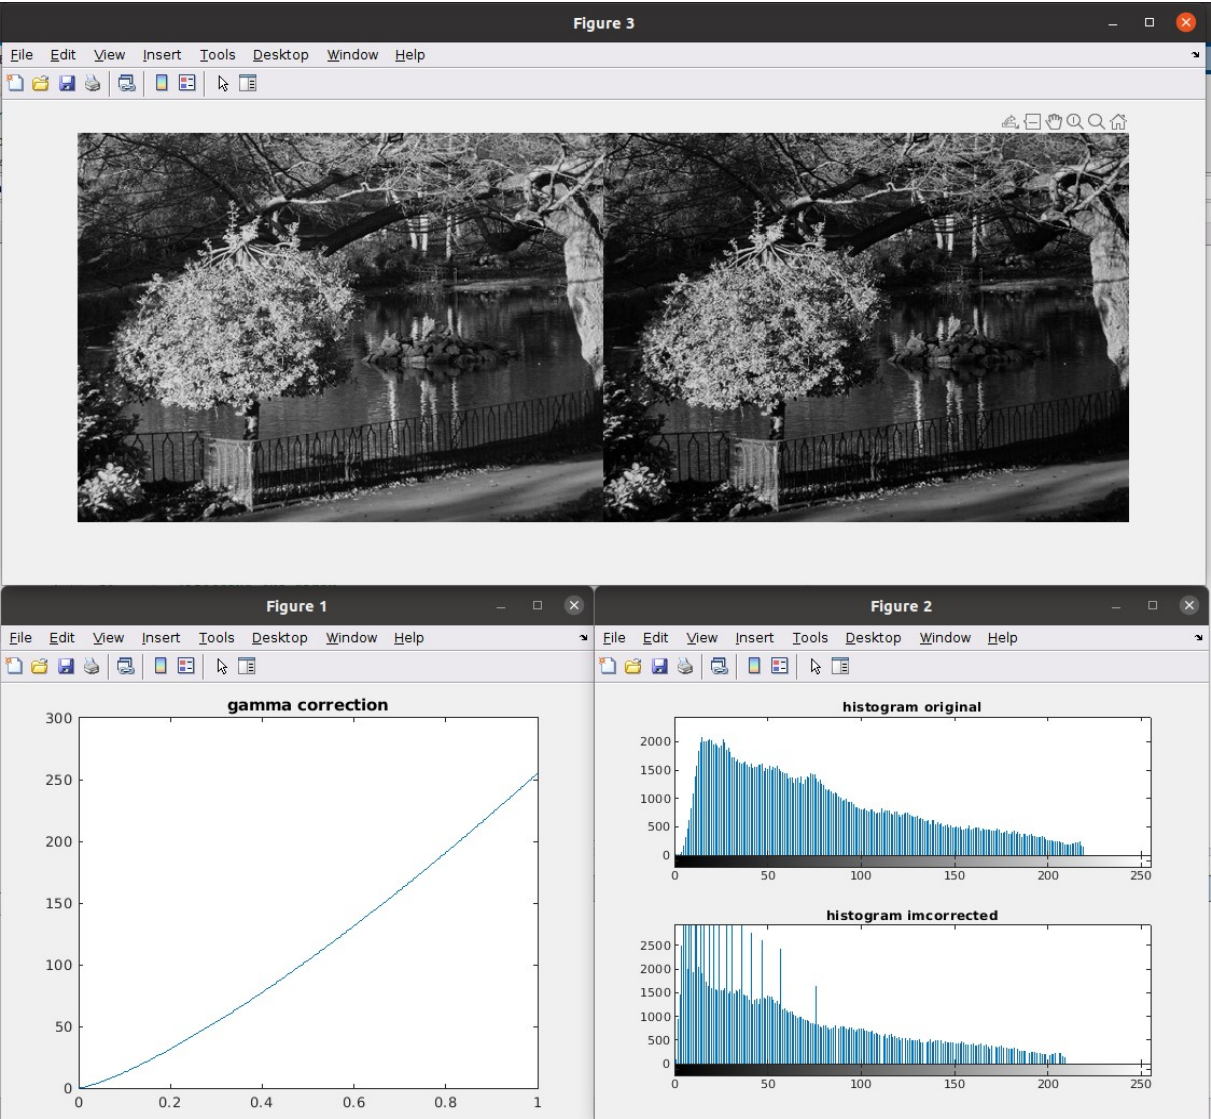 Figure 3
File Edit View Insert Tools Desktop Window Help
Figure 1
File Edit View Insert Tools Desktop Window Help
gamma correction
300
250
200
150
100
50
0
0 0.2 0.4 0.6 0.8 1
Figure 2
File Edit View Insert Tools Desktop Window Help
histogram original
2000
1500
1000
500
0
0 50 100 150 200 250
histogram imcorrected
2500
2000
1500
1000
500
0
0 50 100 150 200 250